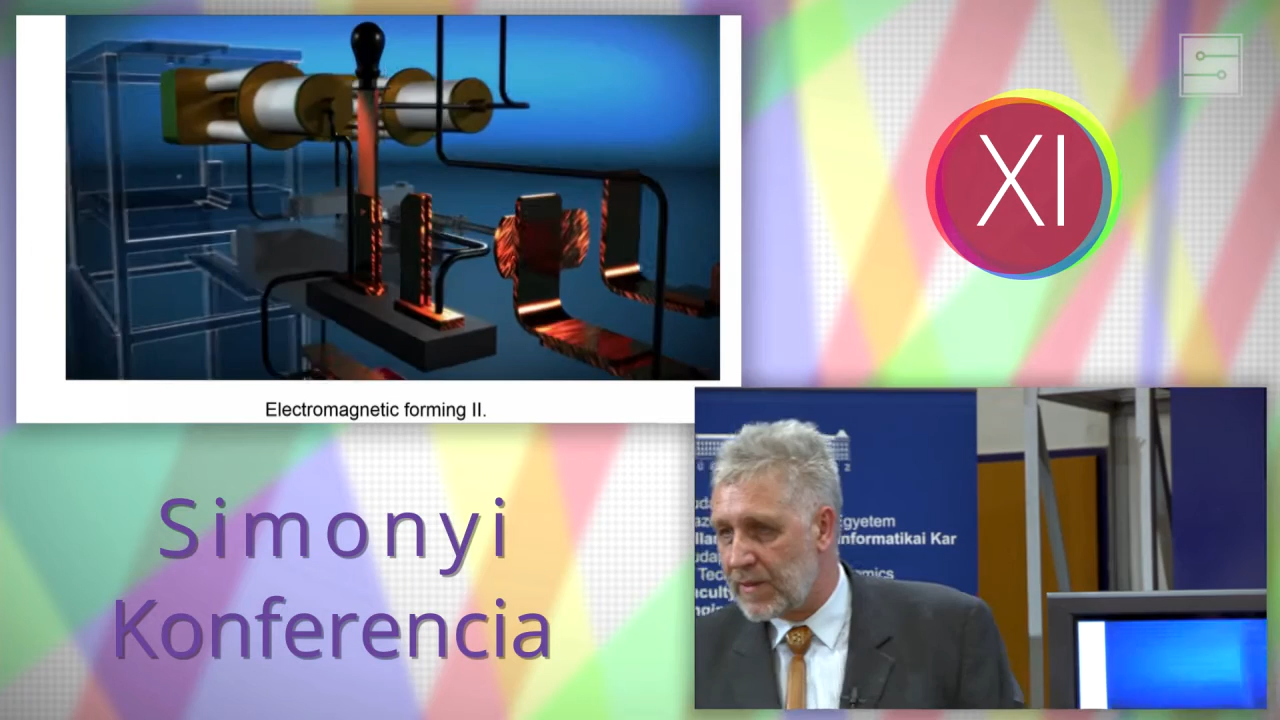 XI
Electromagnetic forming II.
Simonyi
Konferencia
Egyetem
Informatikai Kar